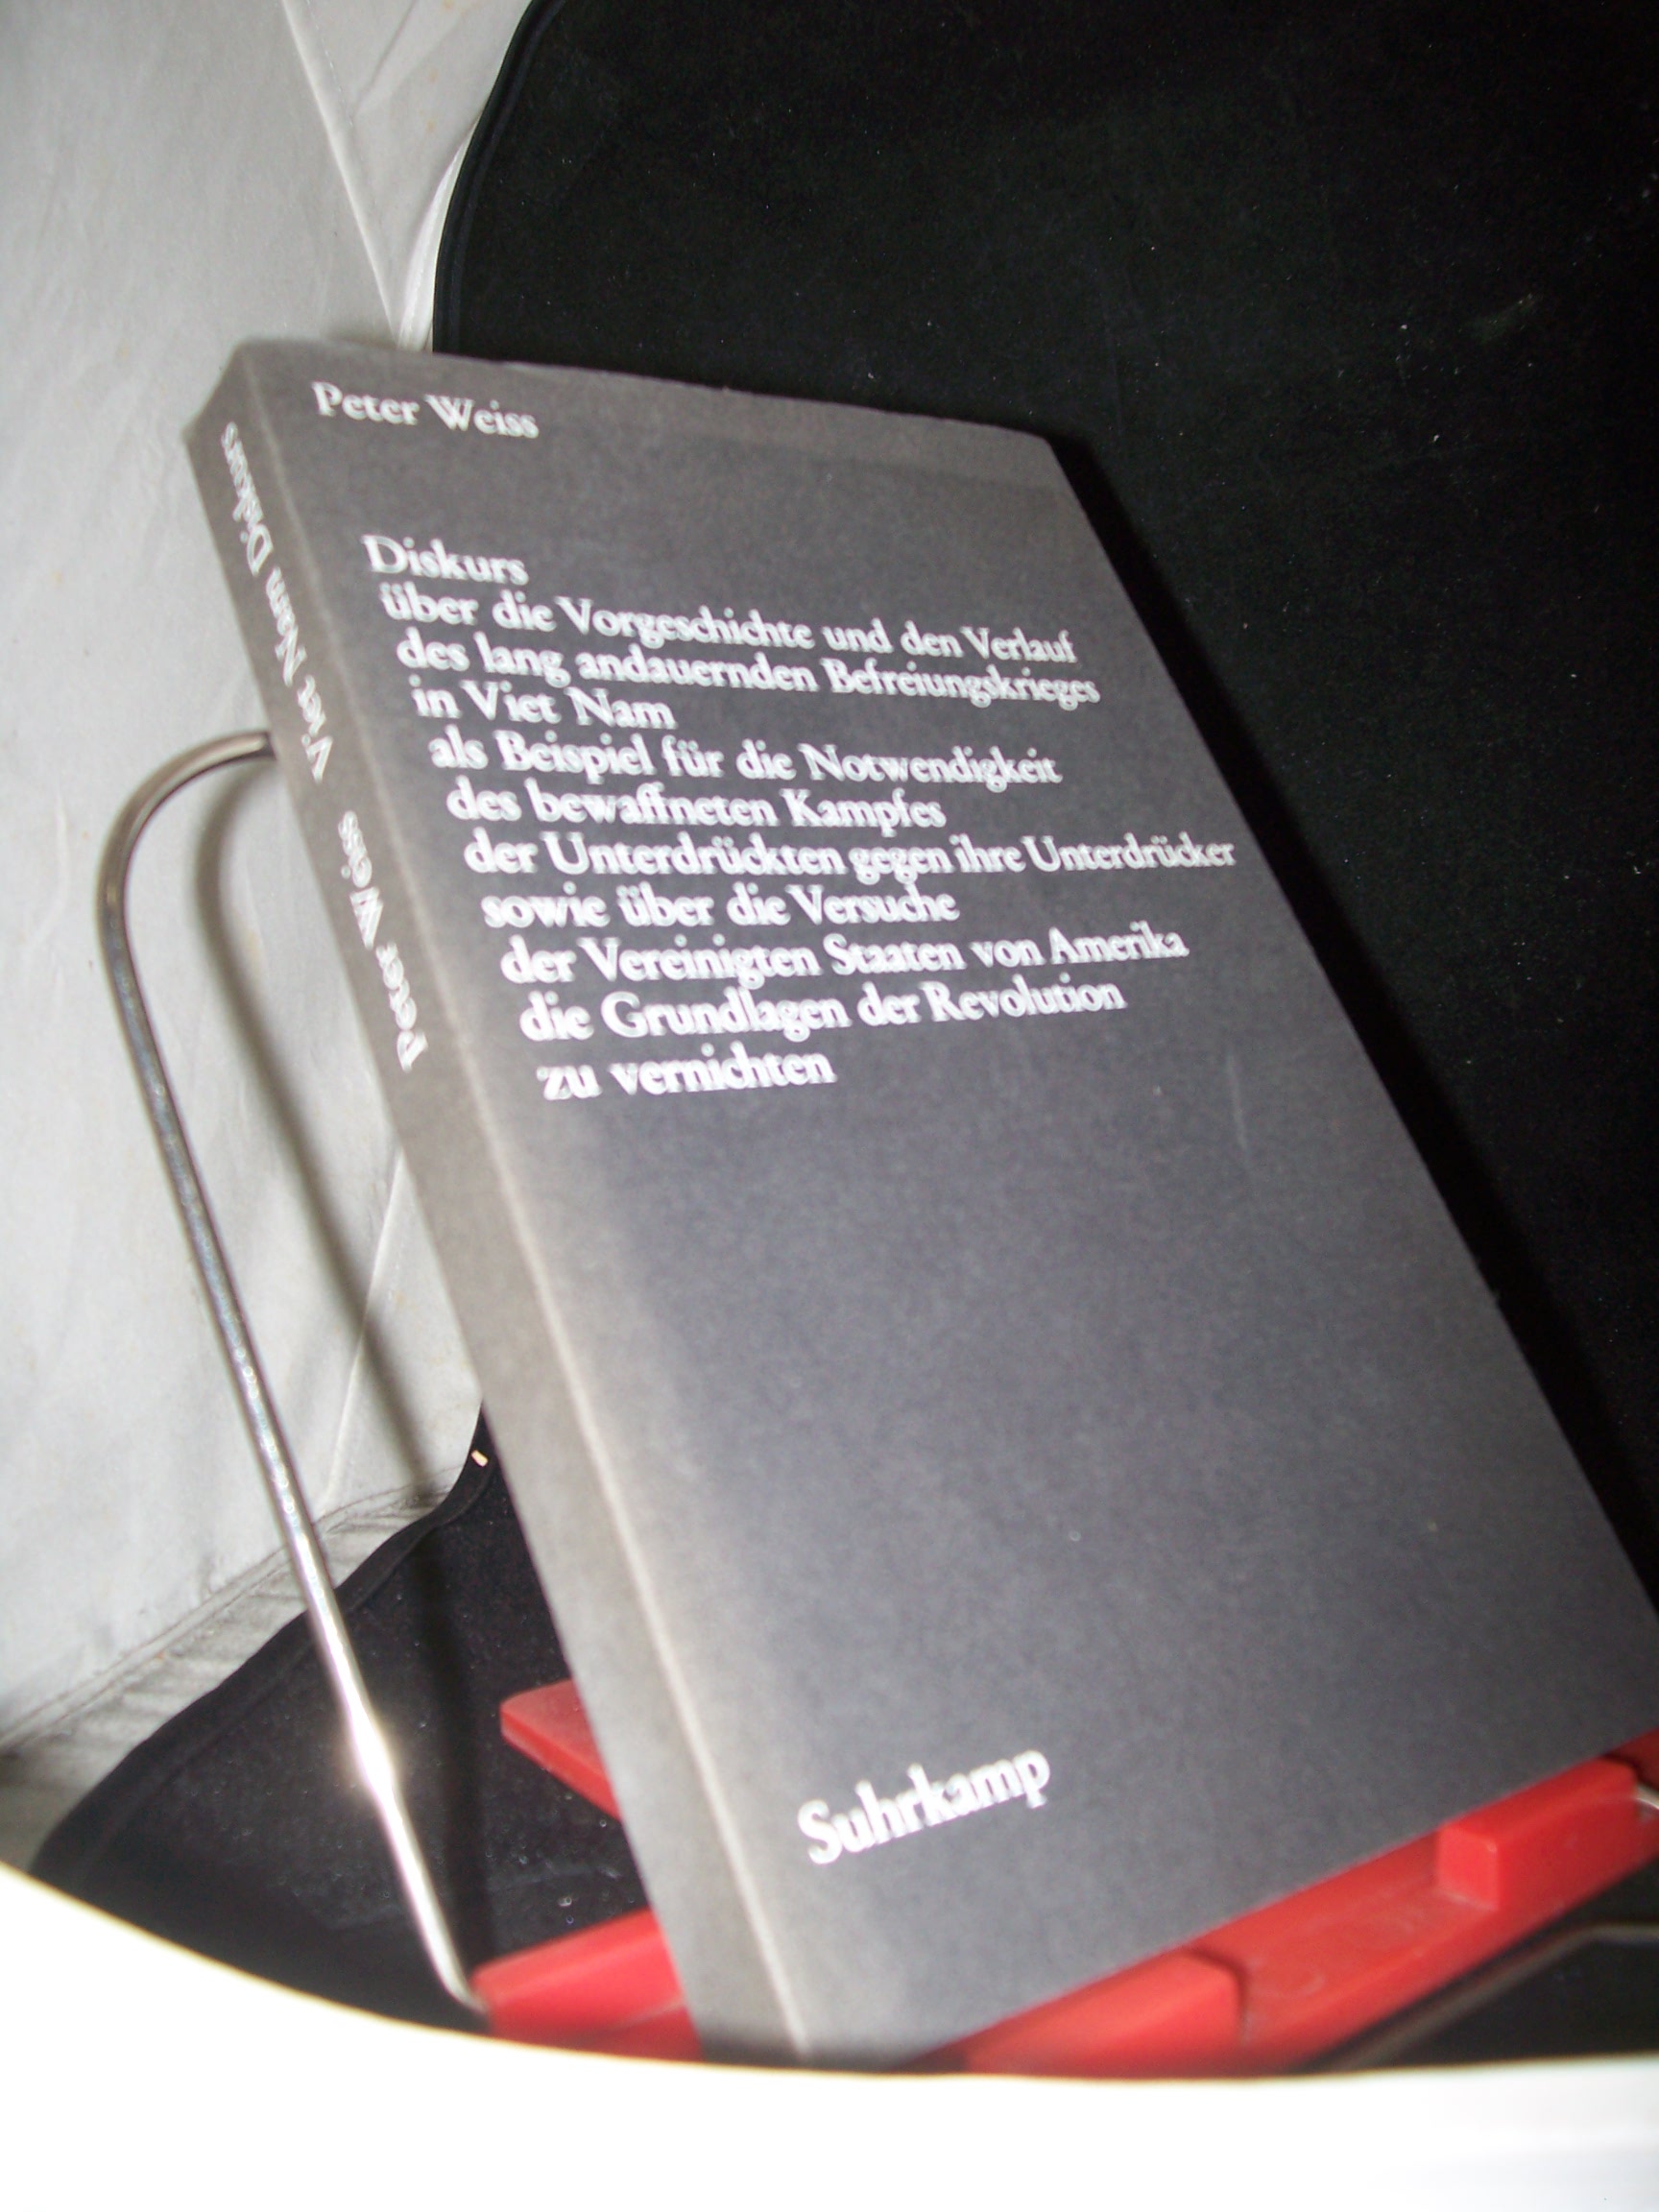 Peter Weiss
Diskurs
über die Vorgeschichte und den Verlauf
des lang andauernden Befreiungskrieges
in Viet Nam
als Beispiel für die Notwendigkeit
des bewaffneten Kampfes
der Unterdrückten gegen ihre Unterdrücker
sowie über die Versuche
der Vereinigten Staaten von Amerika
die Grundlagen der Revolution
zu vernichten
Suhrkamp
Peter Weiss Viet Nam Diskurs